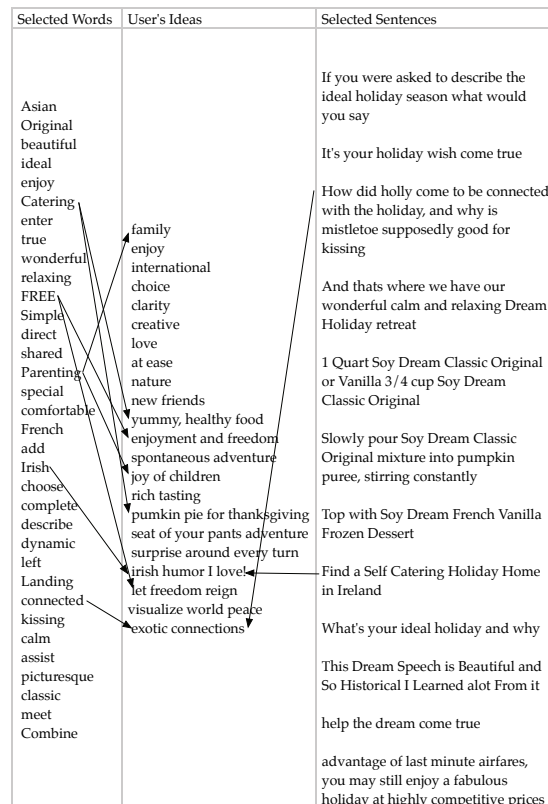 Selected Words
User's Ideas
Selected Sentences
Asian
Original
beautiful
ideal
enjoy
Catering
enter
true
wonderful
relaxing
FREE
Simple
direct
shared
Parenting
special
comfortable
French
add
Irish
choose
complete
describe
dynamic
left
Landing
connected
kissing
calm
assist
picturesque
classic
meet
Combine
family
enjoy
international
choice
clarity
creative
love
at ease
nature
new friends
yummy, healthy food
enjoyment and freedom
spontaneous adventure
joy of children
rich tasting
pumkin pie for thanksgiving
seat of your pants adventure
surprise around every turn
irish humor I love!
let freedom reign
visualize world peace
exotic connections
If you were asked to describe the
ideal holiday season what would
you say
It's your holiday wish come true
How did holly come to be connected
with the holiday, and why is
mistletoe supposedly good for
kissing
And thats where we have our
wonderful calm and relaxing Dream
Holiday retreat
1 Quart Soy Dream Classic Original
or Vanilla 3/4 cup Soy Dream
Classic Original
Slowly pour Soy Dream Classic
Original mixture into pumpkin
puree, stirring constantly
Top with Soy Dream French Vanilla
Frozen Dessert
Find a Self Catering Holiday Home
in Ireland
What's your ideal holiday and why
This Dream Speech is Beautiful and
So Historical I Learned alot From it
help the dream come true
advantage of last minute airfares,
you may still enjoy a fabulous
holiday at highly competitive prices